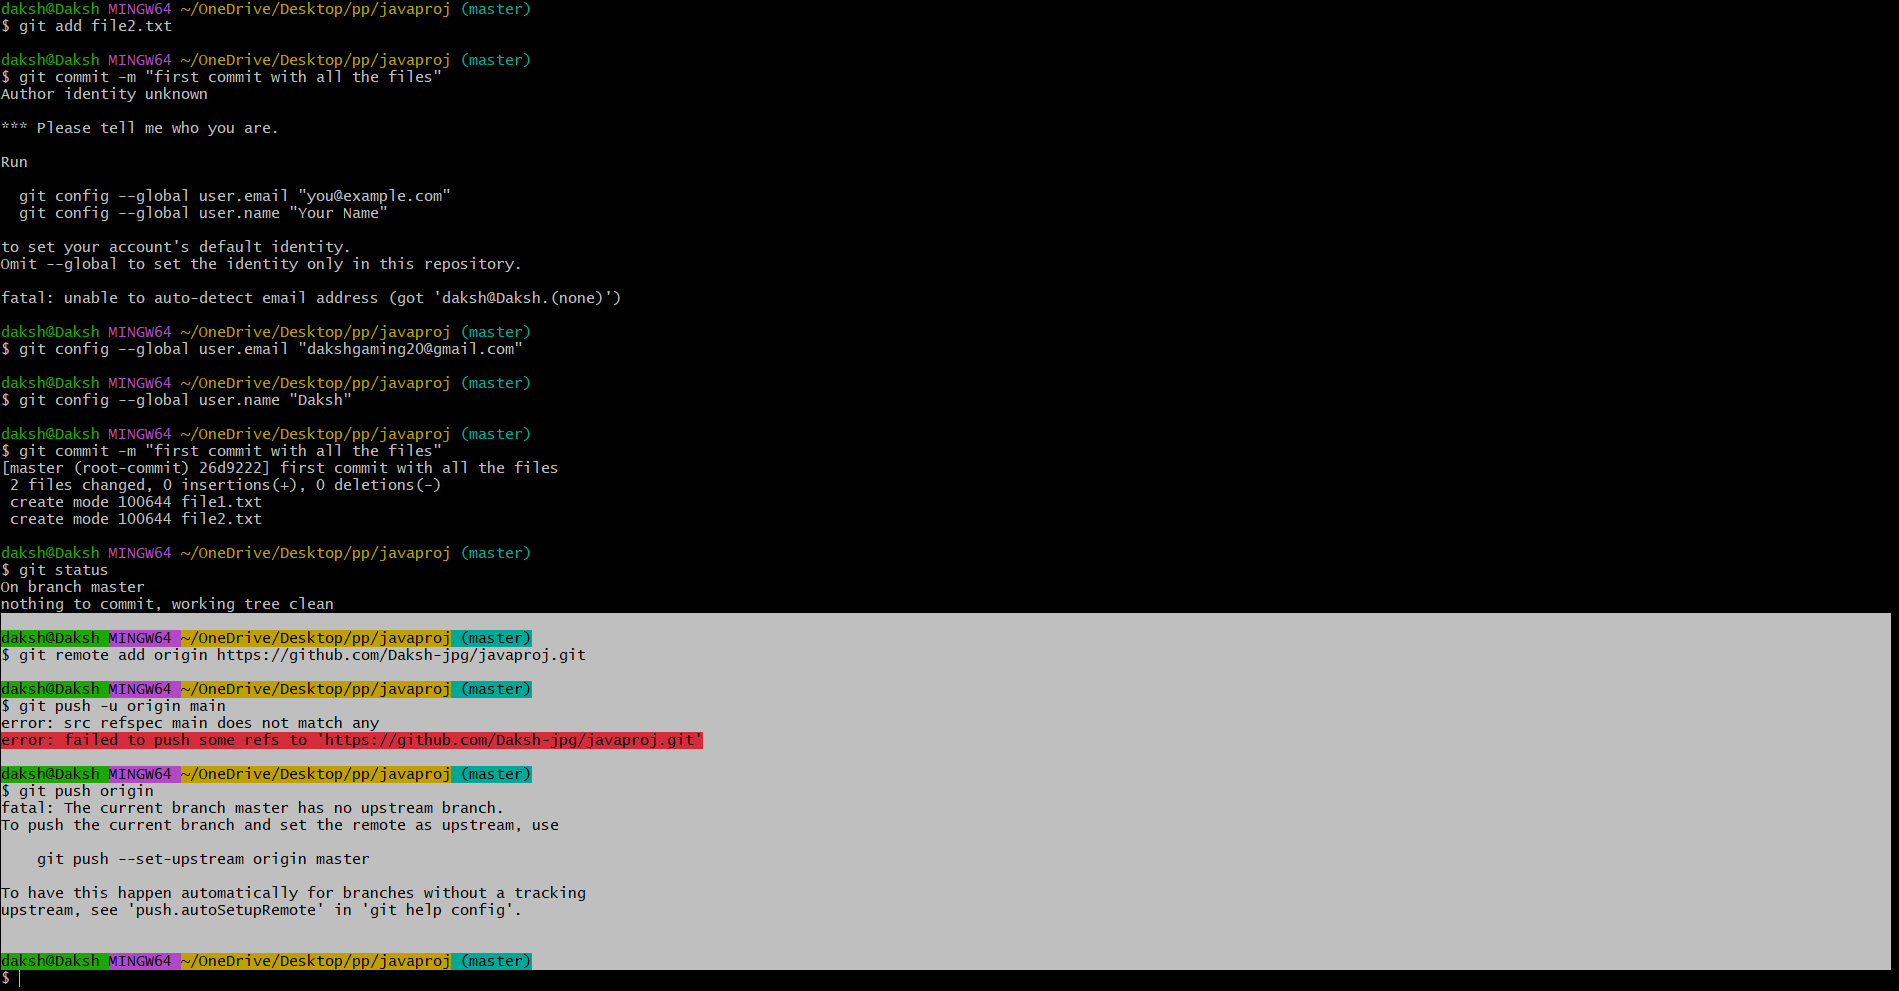 daksh@Daksh MINGW64 ~/OneDrive/Desktop/pp/javaproj (master)
$ git add file2.txt
daksh@Daksh MINGW64 ~/OneDrive/Desktop/pp/javaproj (master)
$ git commit -m "first commit with all the files"
Author identity unknown
*** Please tell me who you are.
Run
  git config --global user.email "you@example.com"
  git config --global user.name "Your Name"
to set your account's default identity.
Omit --global to set the identity only in this repository.
fatal: unable to auto-detect email address (got 'daksh@Daksh.(none)')
daksh@Daksh MINGW64 ~/OneDrive/Desktop/pp/javaproj (master)
$ git config --global user.email "dakshgaming20@gmail.com"
daksh@Daksh MINGW64 ~/OneDrive/Desktop/pp/javaproj (master)
$ git config --global user.name "Daksh"
daksh@Daksh MINGW64 ~/OneDrive/Desktop/pp/javaproj (master)
$ git commit -m "first commit with all the files"
[master (root-commit) 26d9222] first commit with all the files
 2 files changed, 0 insertions(+), 0 deletions(-)
 create mode 100644 file1.txt
 create mode 100644 file2.txt
daksh@Daksh MINGW64 ~/OneDrive/Desktop/pp/javaproj (master)
$ git status
On branch master
nothing to commit, working tree clean
daksh@Daksh MINGW64 ~/OneDrive/Desktop/pp/javaproj (master)
$ git remote add origin https://github.com/Daksh-jpg/javaproj.git
daksh@Daksh MINGW64 ~/OneDrive/Desktop/pp/javaproj (master)
$ git push -u origin main
error: src refspec main does not match any
error: failed to push some refs to 'https://github.com/Daksh-jpg/javaproj.git'
daksh@Daksh MINGW64 ~/OneDrive/Desktop/pp/javaproj (master)
$ git push origin
fatal: The current branch master has no upstream branch.
To push the current branch and set the remote as upstream, use
    git push --set-upstream origin master
To have this happen automatically for branches without a tracking
upstream, see 'push.autoSetupRemote' in 'git help config'.
daksh@Daksh MINGW64 ~/OneDrive/Desktop/pp/javaproj (master)
$